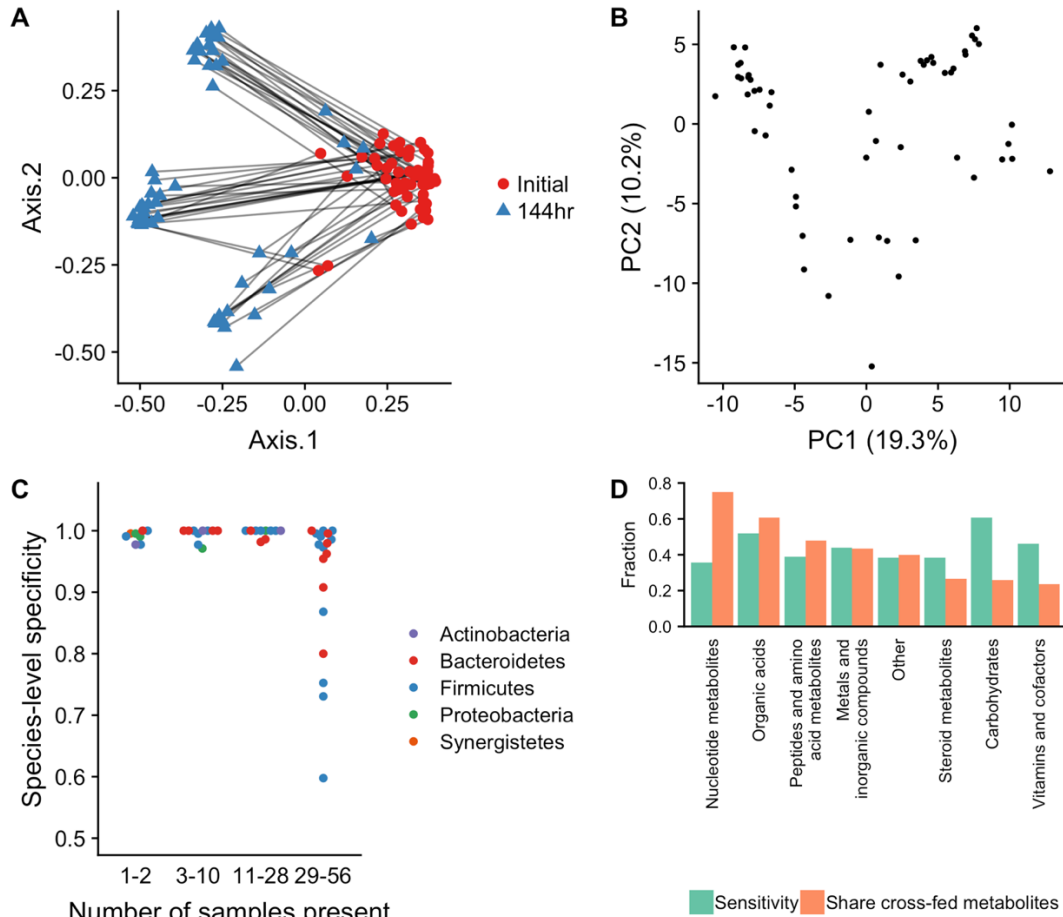 A
0.25
0.00
-0.25
-0.50
Axis.2
-0.50
-0.25
0.00
0.25
Axis.1
Initial
144hr
B
5
0
-5
-10
-15
PC2 (10.2%)
-10
-5
0
5
10
PC1 (19.3%)
C
1.0
0.9
0.8
0.7
0.6
0.5
Species-level specificity
1-2
3-10
11-28
29-56
Number of samples present
Actinobacteria
Bacteroidetes
Firmicutes
Proteobacteria
Synergistetes
D
0.8
0.6
0.4
0.2
0.0
Fraction
Nucleotide metabolites
Organic acids
Peptides and amino
acid metabolites
Metals and
inorganic compounds
Other
Steroid metabolites
Carbohydrates
Vitamins and cofactors
Sensitivity
Share cross-fed metabolites